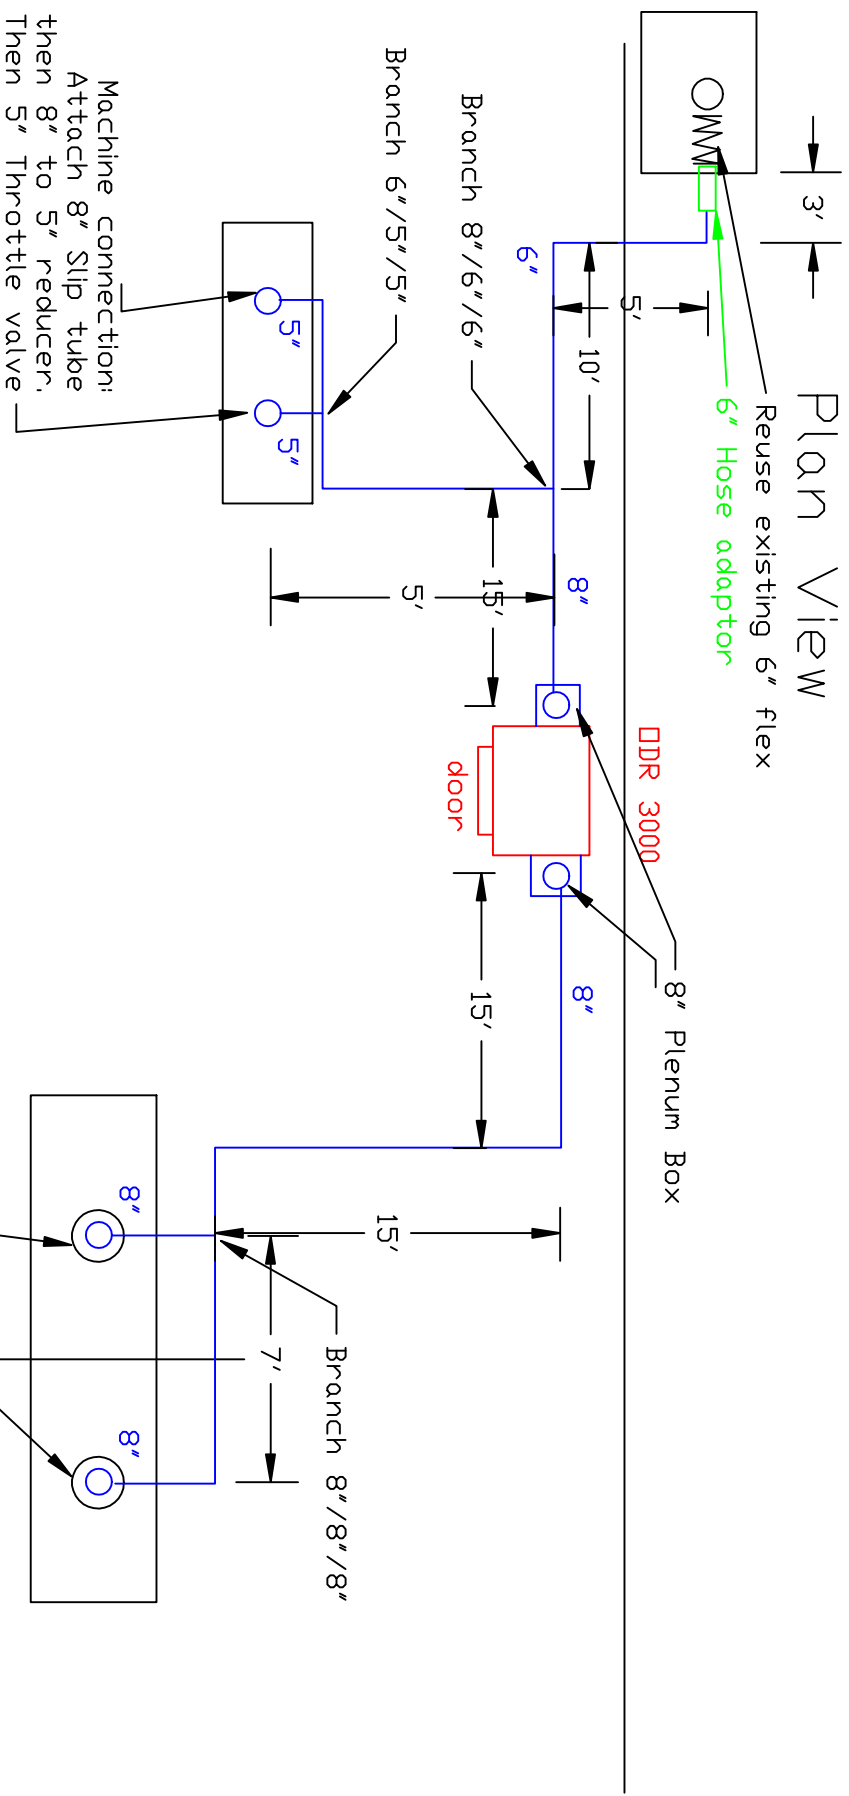 Plan View
3'
Reuse existing 6" flex
6" Hose adaptor
5'
10'
6"
Branch 8"/6"/6"
Branch 6"/5"/5"
5"
5"
Machine connection:
Attach 8" Slip tube
then 8" to 5" reducer.
Then 5" Throttle valve
15'
5'
8"
ODR 3000
door
8" Plenum Box
8"
15'
15'
7'
Branch 8"/8"/8"
8"
8"